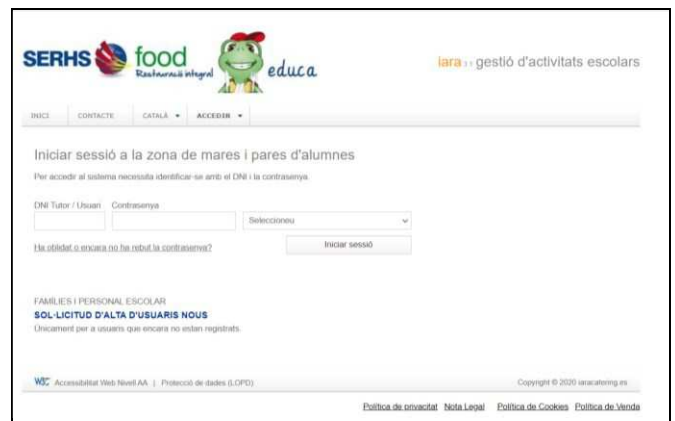 SERHS food
Restauració integral
educa
iara 3.1 gestió d'activitats escolars
INICI CONTACTE CATALÀ ACCEDIR
Iniciar sessió a la zona de mares i pares d'alumnes
Per accedir al sistema necessita identificar-se amb el DNI i la contrasenya.
DNI Tutor / Usuari Contrasenya
Seleccioneu
Ha oblidat o encara no ha rebut la contrasenya? Iniciar sessió
FAMÍLIES I PERSONAL ESCOLAR
SOL·LICITUD D'ALTA D'USUARIS NOUS
Únicament per a usuaris que encara no estan registrats.
W3C Accessibilitat Web Nivell AA | Protecció de dades (LOPD) Copyright © 2020 iaracatering.es
Política de privacitat Nota Legal Política de Cookies Política de Venda